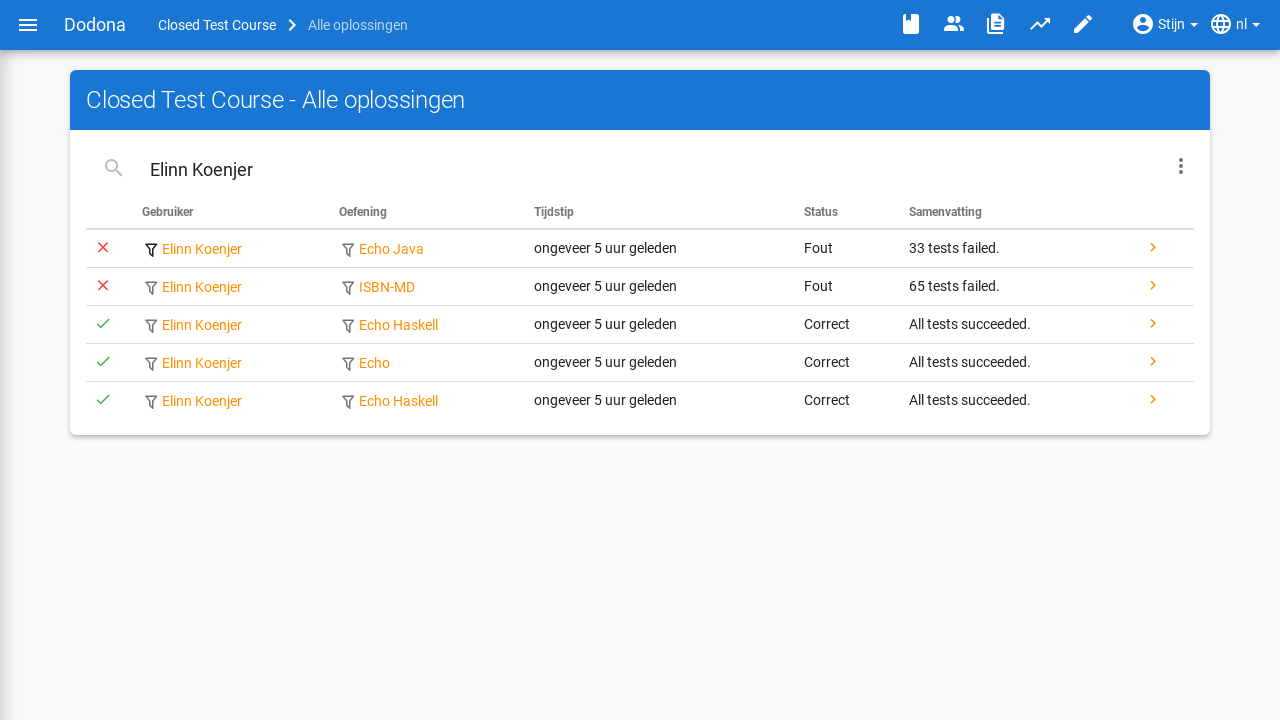 Dodona Closed Test Course Alle oplossingen Stijn nl
Closed Test Course - Alle oplossingen
Elinn Koenjer
Gebruiker Oefening Tijdstip Status Samenvatting
Elinn Koenjer Echo Java ongeveer 5 uur geleden Fout 33 tests failed.
Elinn Koenjer ISBN-MD ongeveer 5 uur geleden Fout 65 tests failed.
Elinn Koenjer Echo Haskell ongeveer 5 uur geleden Correct All tests succeeded.
Elinn Koenjer Echo ongeveer 5 uur geleden Correct All tests succeeded.
Elinn Koenjer Echo Haskell ongeveer 5 uur geleden Correct All tests succeeded.